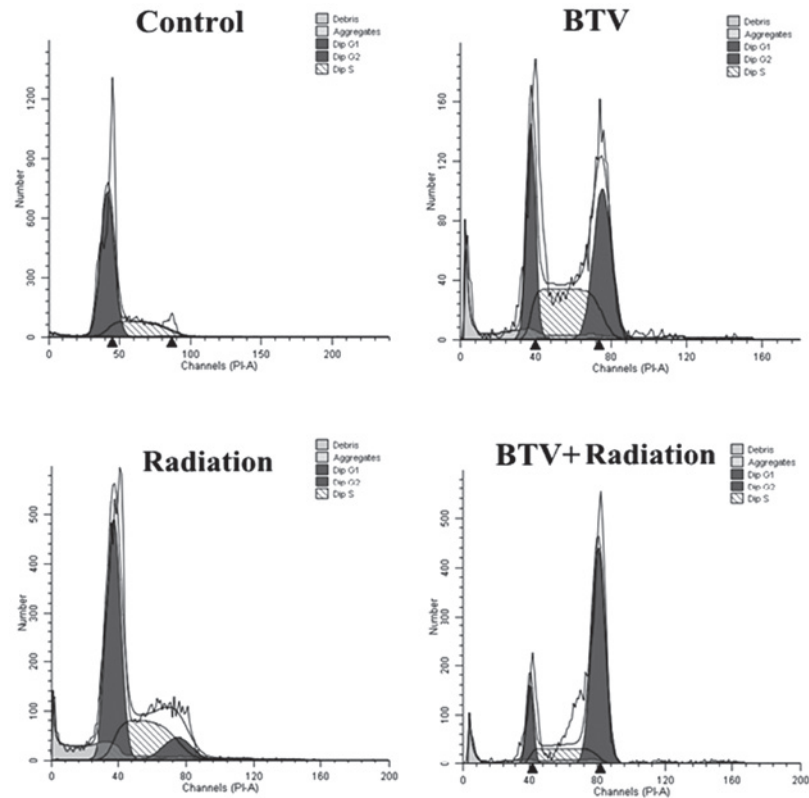 Control
Debris
Aggregates
Dip G1
Dip G2
Dip S
Number
1200
900
600
300
0
0 50 100 150 200
Channels (PI-A)
BTV
Debris
Aggregates
Dip G1
Dip G2
Dip S
Number
160
120
80
40
0
0 40 80 120 160
Channels (PI-A)
Radiation
Debris
Aggregates
Dip G1
Dip G2
Dip S
Number
500
400
300
200
100
0
0 40 80 120 160 200
Channels (PI-A)
BTV+Radiation
Debris
Aggregates
Dip G1
Dip G2
Dip S
Number
500
400
300
200
100
0
0 40 80 120 160 200
Channels (PI-A)